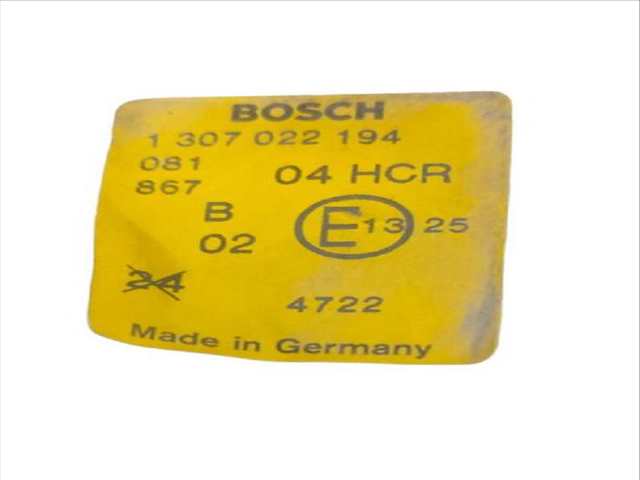 BOSCH
1 307 022 194
081
867
04 HCR
B
02
E 13 25
24
4722
Made in Germany